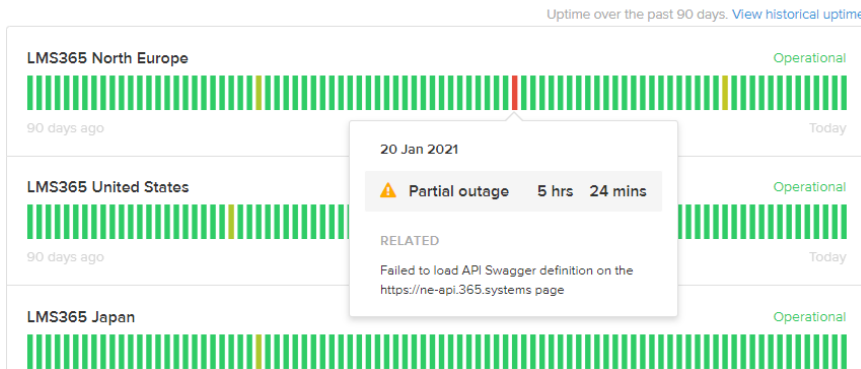 Uptime over the past 90 days. View historical uptime
LMS365 North Europe
Operational
90 days ago
Today
20 Jan 2021
Partial outage 5 hrs 24 mins
RELATED
Failed to load API Swagger definition on the
https://ne-api.365.systems page
LMS365 United States
Operational
90 days ago
Today
LMS365 Japan
Operational